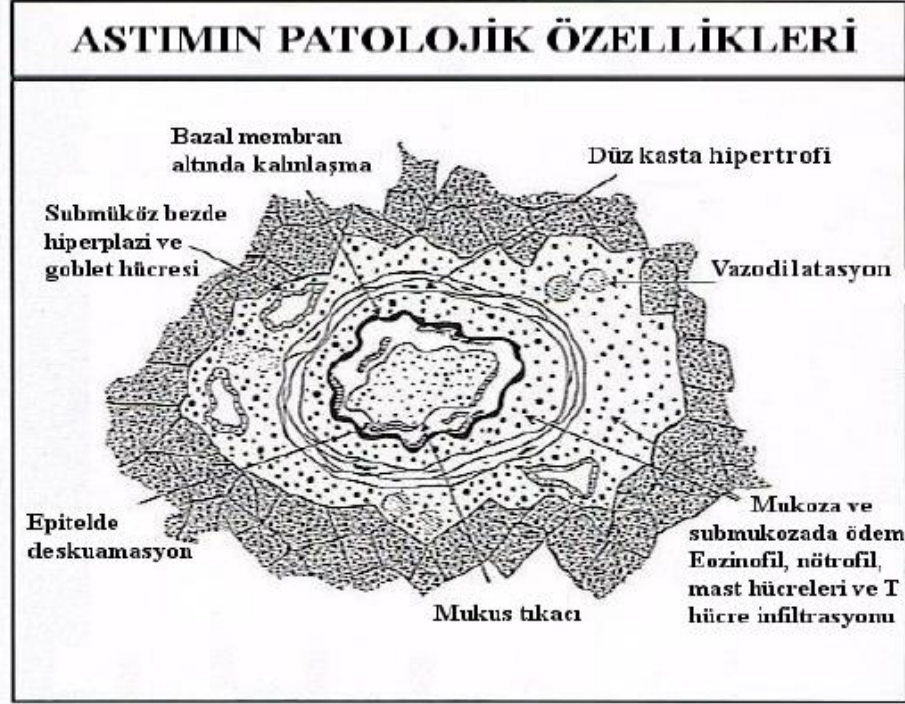 ASTIMIN PATOLOJİK ÖZELLİKLERİ
Bazal membran
altında kalınlaşma
Düz kasta hipertrofi
Submüköz bezde
hiperplazi ve
goblet hücresi
Vazodilatasyon
Epitelde
deskuamasyon
Mukus tıkacı
Mukoza ve
submukozada ödem
Eozinofil, nötrofil,
mast hücreleri ve T
hücre infiltrasyonu